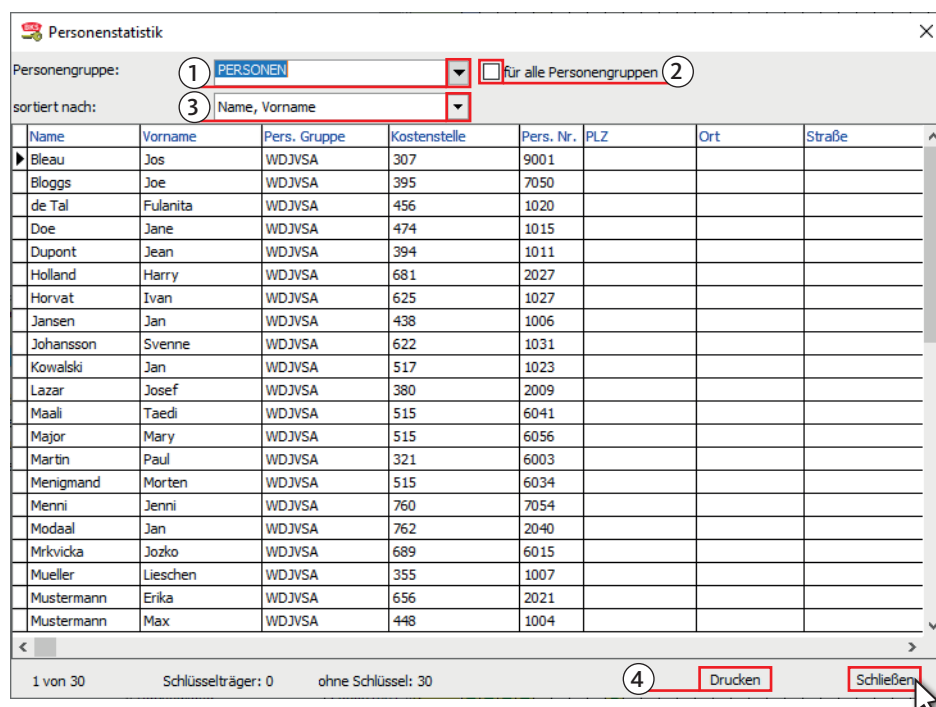 Personenstatistik
Personengruppe: 1 PERSONEN für alle Personengruppen 2
sortiert nach: 3 Name, Vorname
Name Vorname Pers. Gruppe Kostenstelle Pers. Nr. PLZ Ort Straße
Bleau Jos WDJVSA 307 9001
Bloggs Joe WDJVSA 395 7050
de Tal Fulanita WDJVSA 456 1020
Doe Jane WDJVSA 474 1015
Dupont Jean WDJVSA 394 1011
Holland Harry WDJVSA 681 2027
Horvat Ivan WDJVSA 625 1027
Jansen Jan WDJVSA 438 1006
Johansson Svenne WDJVSA 622 1031
Kowalski Jan WDJVSA 517 1023
Lazar Josef WDJVSA 380 2009
Maali Taedi WDJVSA 515 6041
Major Mary WDJVSA 515 6056
Martin Paul WDJVSA 321 6003
Menigmand Morten WDJVSA 515 6034
Menni Jenni WDJVSA 760 7054
Modaal Jan WDJVSA 762 2040
Mrkvicka Jozko WDJVSA 689 6015
Mueller Lieschen WDJVSA 355 1007
Mustermann Erika WDJVSA 656 2021
Mustermann Max WDJVSA 448 1004
1 von 30 Schlüsselträger: 0 ohne Schlüssel: 30 4 Drucken Schließen